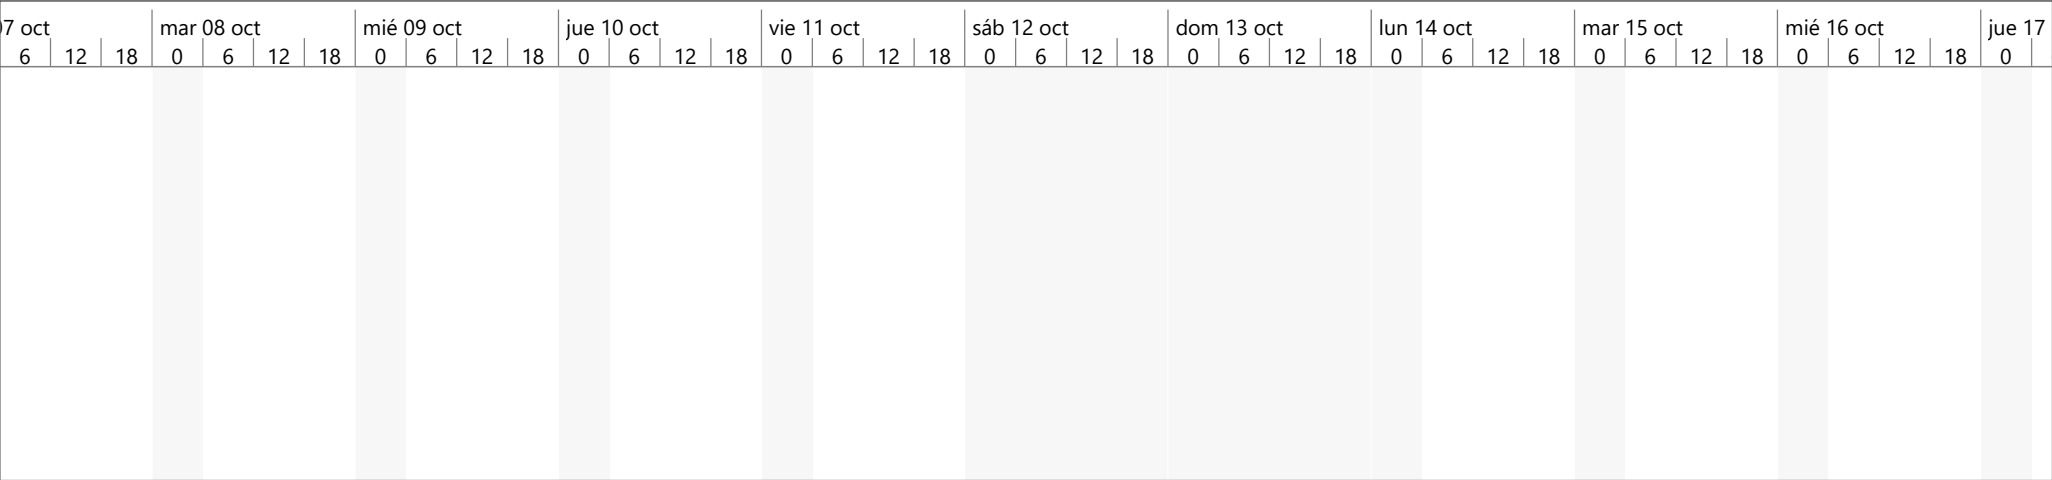 07 oct mar 08 oct mié 09 oct jue 10 oct vie 11 oct sáb 12 oct dom 13 oct lun 14 oct mar 15 oct mié 16 oct jue 17
6 12 18 0 6 12 18 0 6 12 18 0 6 12 18 0 6 12 18 0 6 12 18 0 6 12 18 0 6 12 18 0 6 12 18 0 6 12 18 0